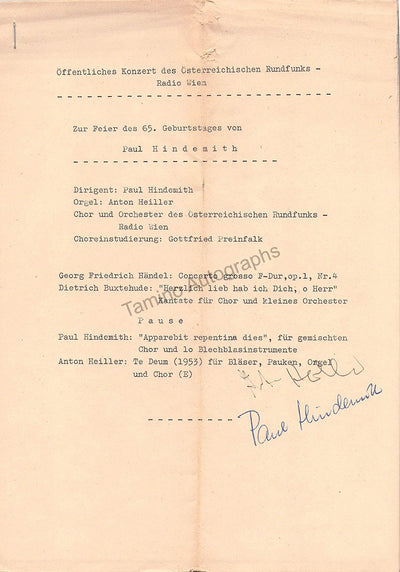 Öffentliches Konzert des Österreichischen Rundfunks -
Radio Wien
Zur Feier des 65. Geburtstages von
Paul Hindemith
Dirigent: Paul Hindemith
Orgel: Anton Heiller
Chor und Orchester des Österreichischen Rundfunks -
Radio Wien
Choreinstudierung: Gottfried Preinfalk
Georg Friedrich Händel: Concerto grosso F-Dur,op.1, Nr.4
Dietrich Buxtehude: "Herzlich lieb hab ich Dich, o Herr"
Kantate für Chor und kleines Orchester
Pause
Paul Hindemith: "Apparebit repentina dies", für gemischten
Chor und lo Blechblasinstrumente
Anton Heiller: Te Deum (1953) für Bläser, Pauken, Orgel
und Chor (E)
Paul Hindemith
Tamino Autographs